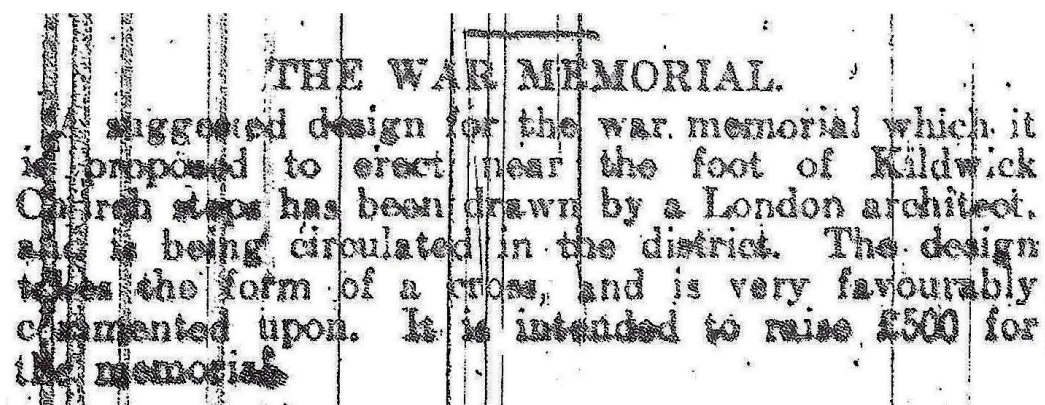 THE WAR MEMORIAL.
A suggested design for the war memorial which it
is proposed to erect near the foot of Kildwick
Church steps has been drawn by a London architect,
and is being circulated in the district. The design
takes the form of a cross, and is very favourably
commented upon. It is intended to raise £500 for
the memorial.